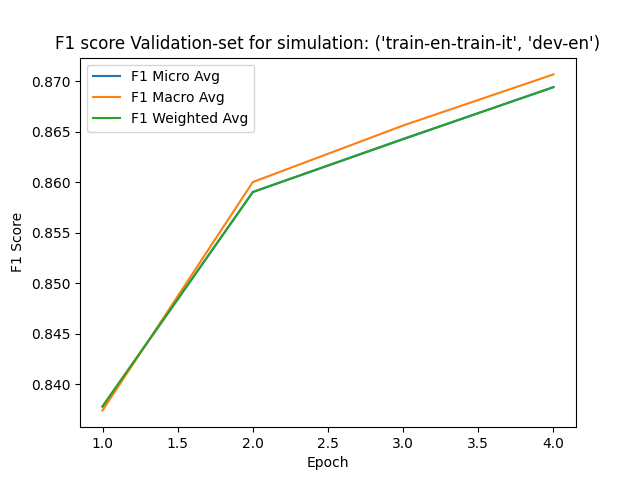 F1 score Validation-set for simulation: ('train-en-train-it', 'dev-en')
F1 Micro Avg
F1 Macro Avg
F1 Weighted Avg
0.870
0.865
0.860
0.855
0.850
0.845
0.840
F1 Score
1.0 1.5 2.0 2.5 3.0 3.5 4.0
Epoch